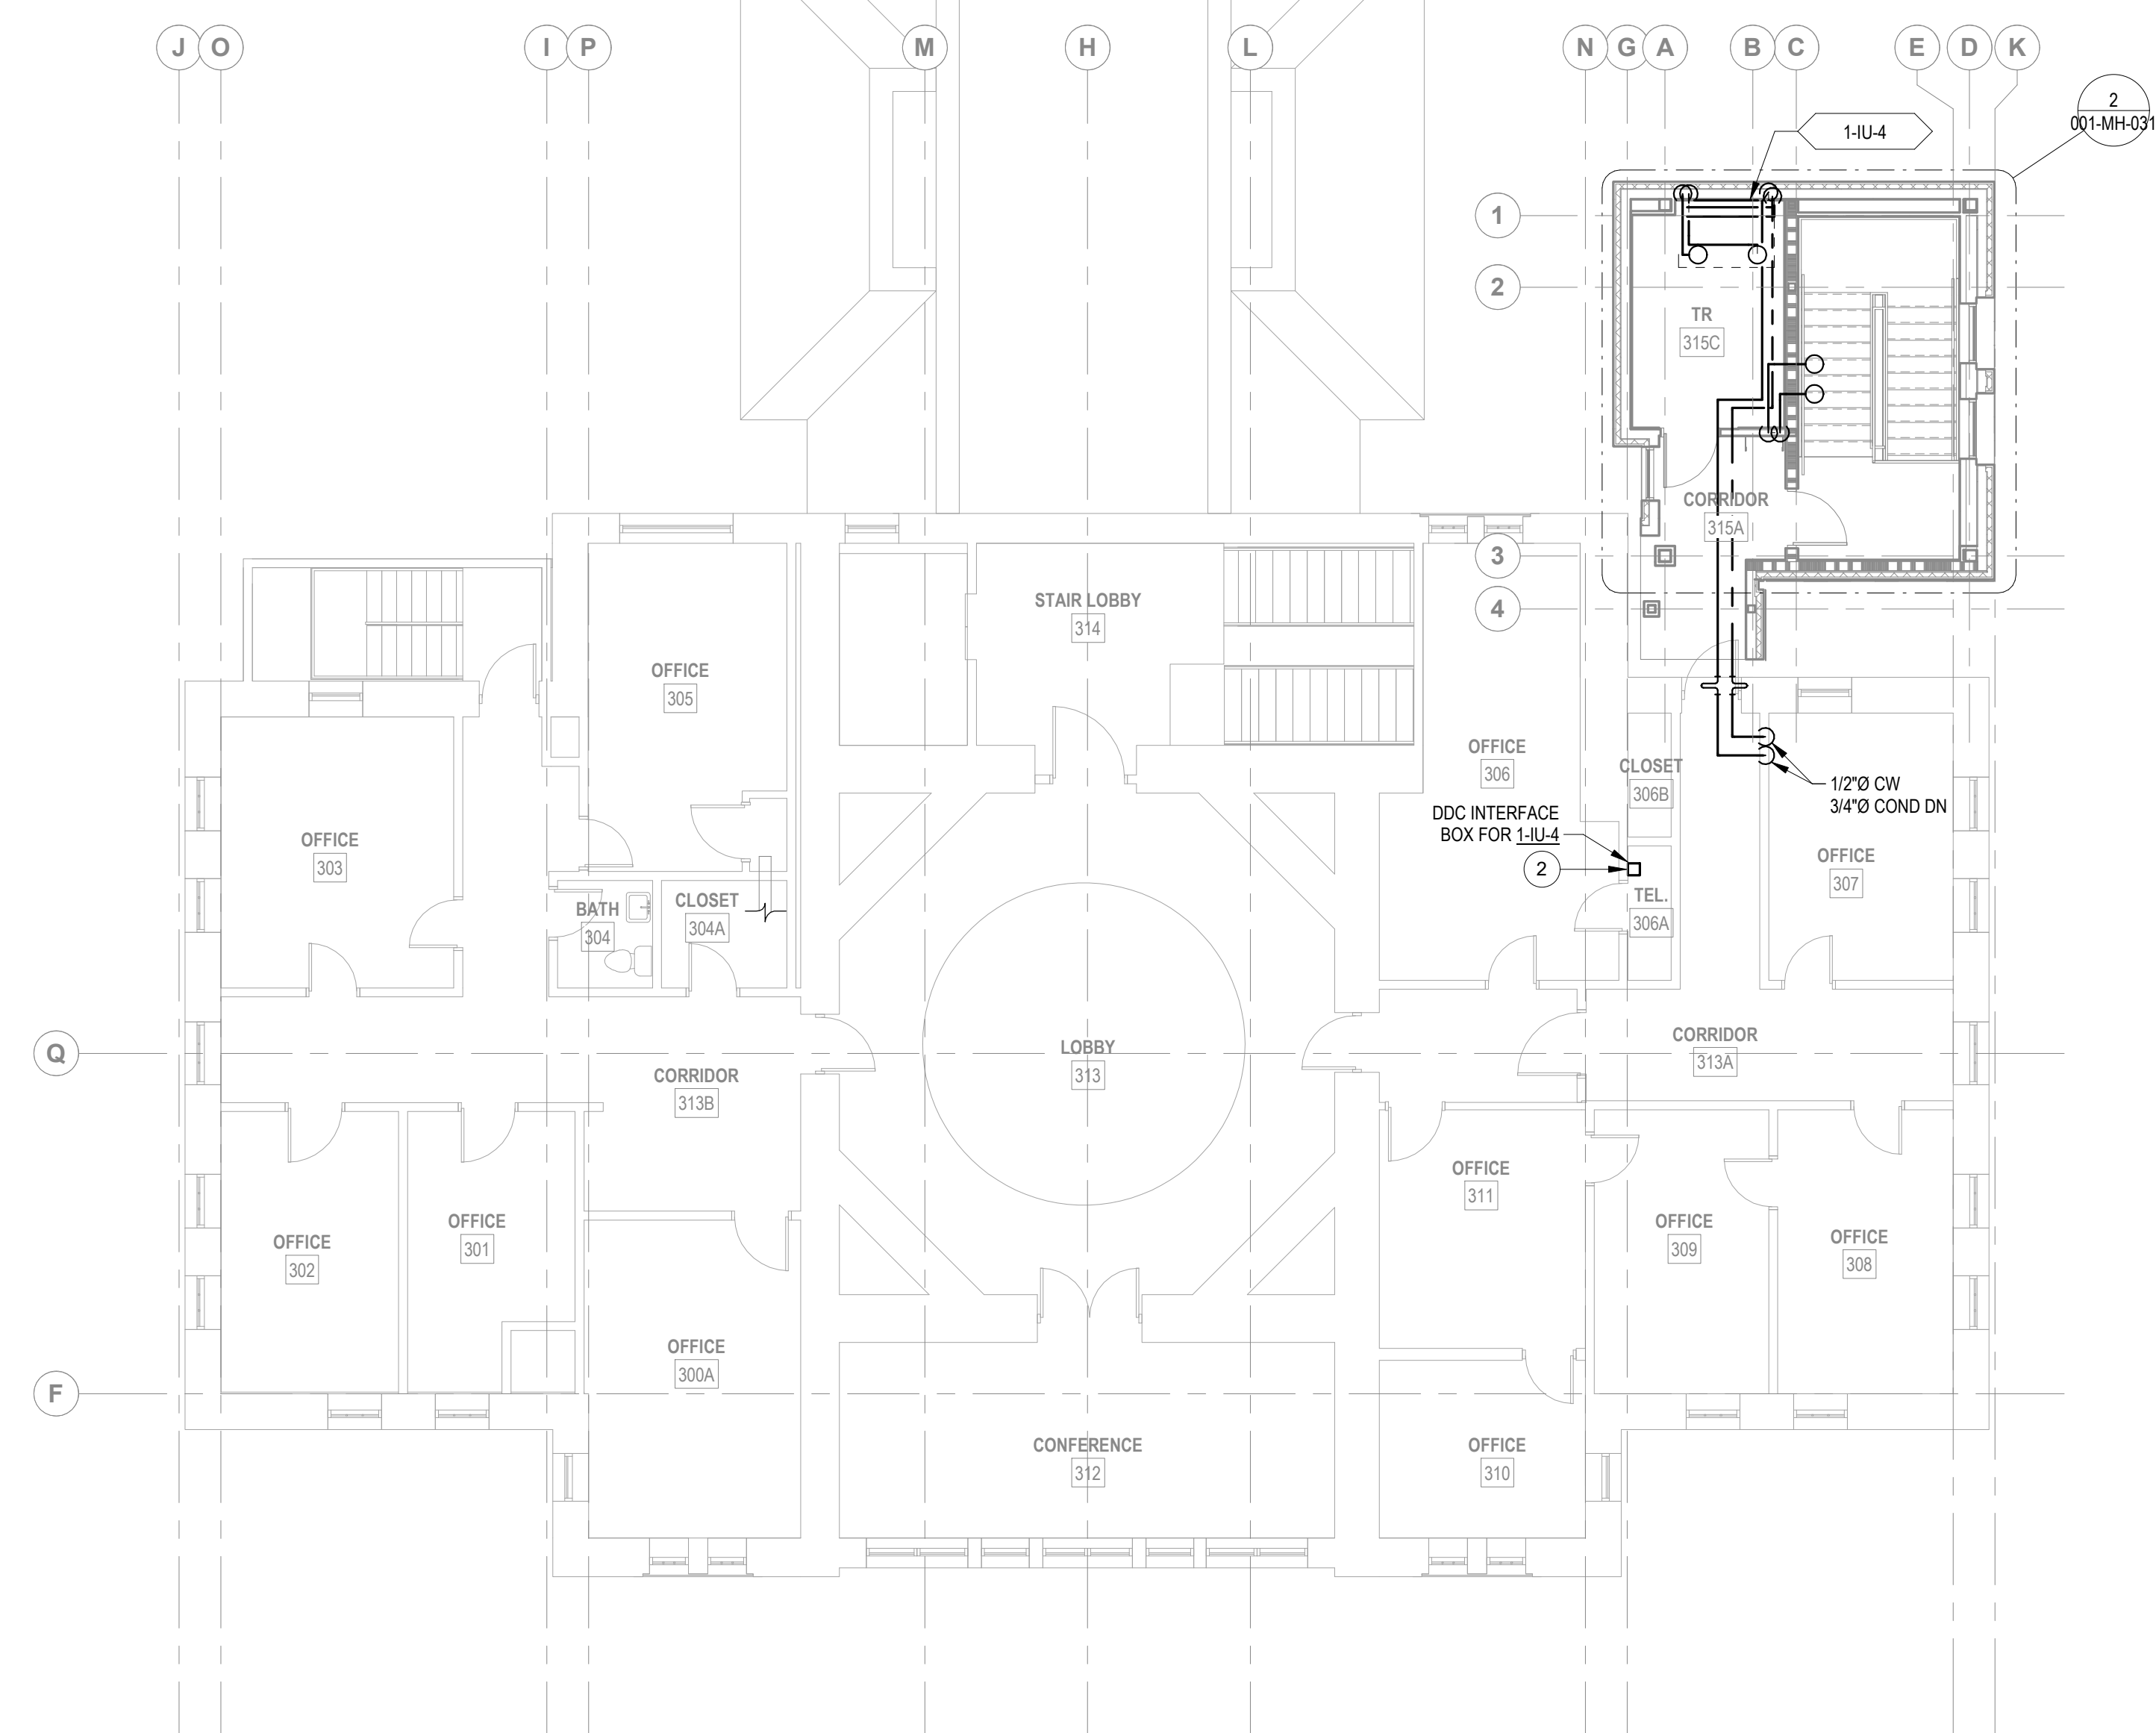 J
O
I
P
M
H
L
N
G
A
B
C
E
D
K
2
001-MH-031
1-IU-4
1
2
TR
315C
CORRIDOR
315A
3
4
STAIR LOBBY
314
OFFICE
305
OFFICE
306
CLOSET
306B
1/2"Ø CW
3/4"Ø COND DN
DDC INTERFACE
BOX FOR 1-IU-4
2
OFFICE
303
OFFICE
307
BATH
304
CLOSET
304A
TEL.
306A
Q
LOBBY
313
CORRIDOR
313A
CORRIDOR
313B
OFFICE
311
OFFICE
302
OFFICE
301
OFFICE
309
OFFICE
308
OFFICE
300A
F
CONFERENCE
312
OFFICE
310